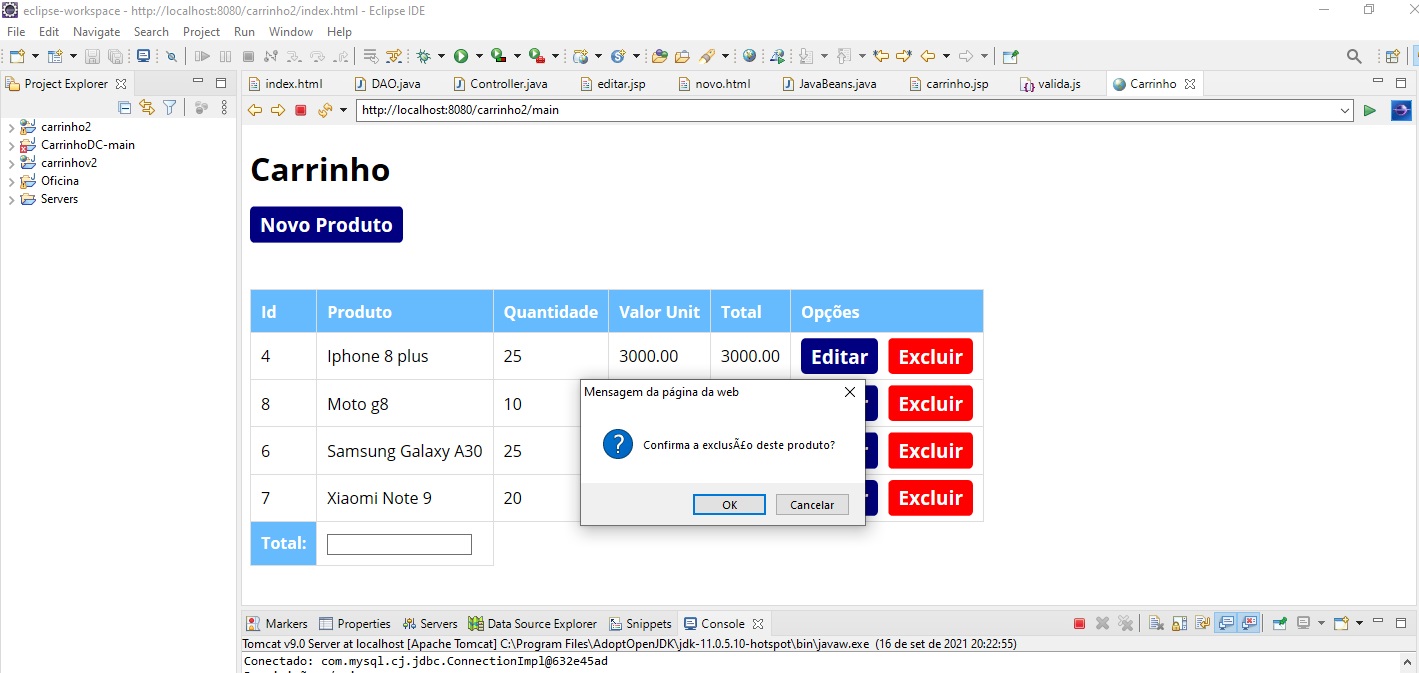 eclipse-workspace - http://localhost:8080/carrinho2/index.html - Eclipse IDE
File Edit Navigate Search Project Run Window Help
Project Explorer
index.html DAO.java Controller.java editar.jsp novo.html JavaBeans.java carrinho.jsp valida.js Carrinho
http://localhost:8080/carrinho2/main
carrinho2
CarrinhoDC-main
carrinhov2
Oficina
Servers
Carrinho
Novo Produto
Id Produto Quantidade Valor Unit Total Opções
4 Iphone 8 plus 25 3000.00 3000.00 Editar Excluir
8 Moto g8 10 Excluir
6 Samsung Galaxy A30 25 Excluir
7 Xiaomi Note 9 20 Excluir
Total:
Mensagem da página da web
Confirma a exclusÃ£o deste produto?
OK Cancelar
Markers Properties Servers Data Source Explorer Snippets Console
Tomcat v9.0 Server at localhost [Apache Tomcat] C:\Program Files\AdoptOpenJDK\jdk-11.0.5.10-hotspot\bin\javaw.exe (16 de set de 2021 20:22:55)
Conectado: com.mysql.cj.jdbc.ConnectionImpl@632e45ad